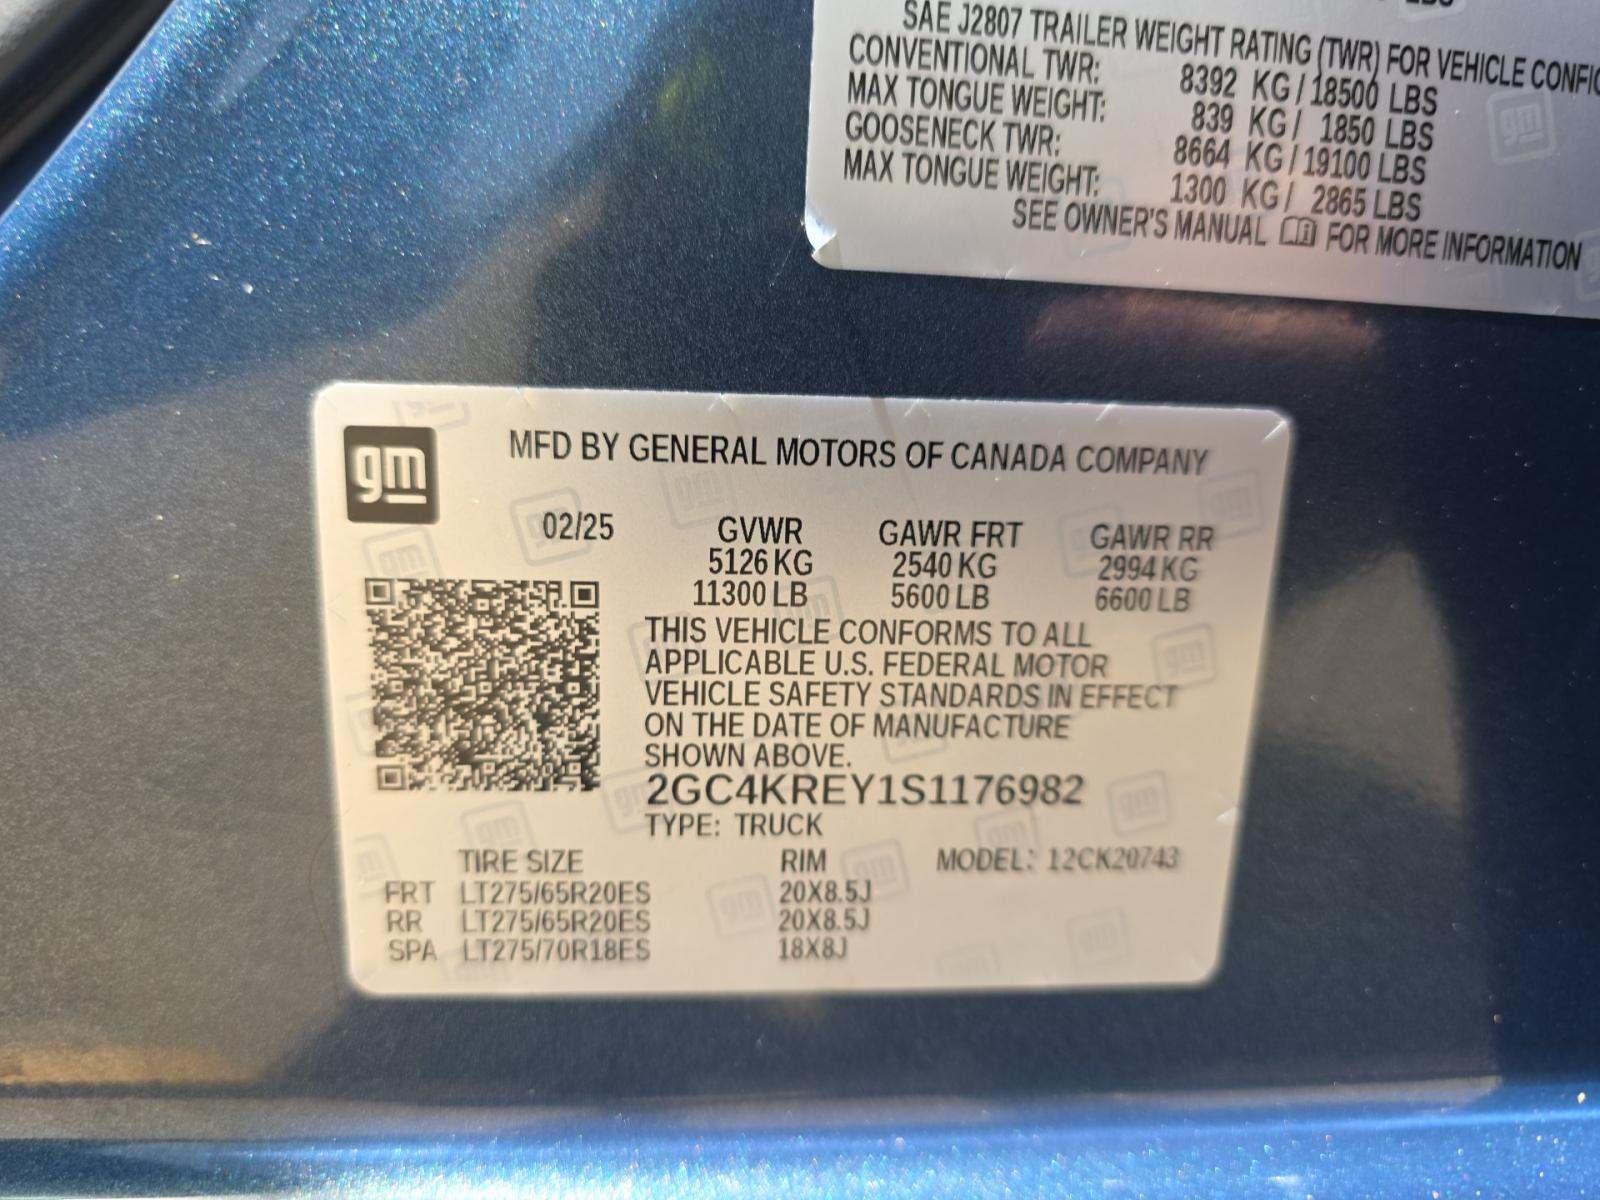 LBS
SAE J2807 TRAILER WEIGHT RATING (TWR) FOR VEHICLE
CONVENTIONAL TWR: 8392 KG / 18500 LBS
MAX TONGUE WEIGHT: 839 KG / 1850 LBS
GOOSENECK TWR: 8664 KG / 19100 LBS
MAX TONGUE WEIGHT: 1300 KG / 2865 LBS
SEE OWNER'S MANUAL FOR MORE INFORMATION
gm
MFD BY GENERAL MOTORS OF CANADA COMPANY
02/25 GVWR GAWR FRT GAWR RR
5126 KG 2540 KG 2994 KG
11300 LB 5600 LB 6600 LB
THIS VEHICLE CONFORMS TO ALL
APPLICABLE U.S. FEDERAL MOTOR
VEHICLE SAFETY STANDARDS IN EFFECT
ON THE DATE OF MANUFACTURE
SHOWN ABOVE.
2GC4KREY1S1176982
TYPE: TRUCK
TIRE SIZE RIM MODEL: 12CK20743
FRT LT275/65R20ES 20X8.5J
RR LT275/65R20ES 20X8.5J
SPA LT275/70R18ES 18X8J